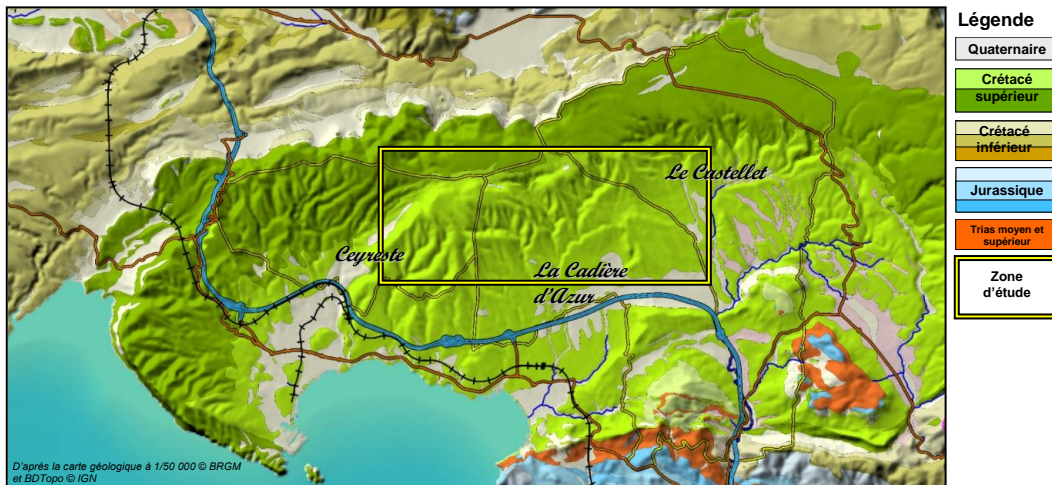 Légende
Quaternaire
Crétacé
supérieur
Crétacé
inférieur
Jurassique
Trias moyen et
supérieur
Zone
d'étude
Le Castellet
Ceyreste
La Cadière
d'Azur
D'après la carte géologique à 1/50 000 © BRGM
et BDTopo © IGN